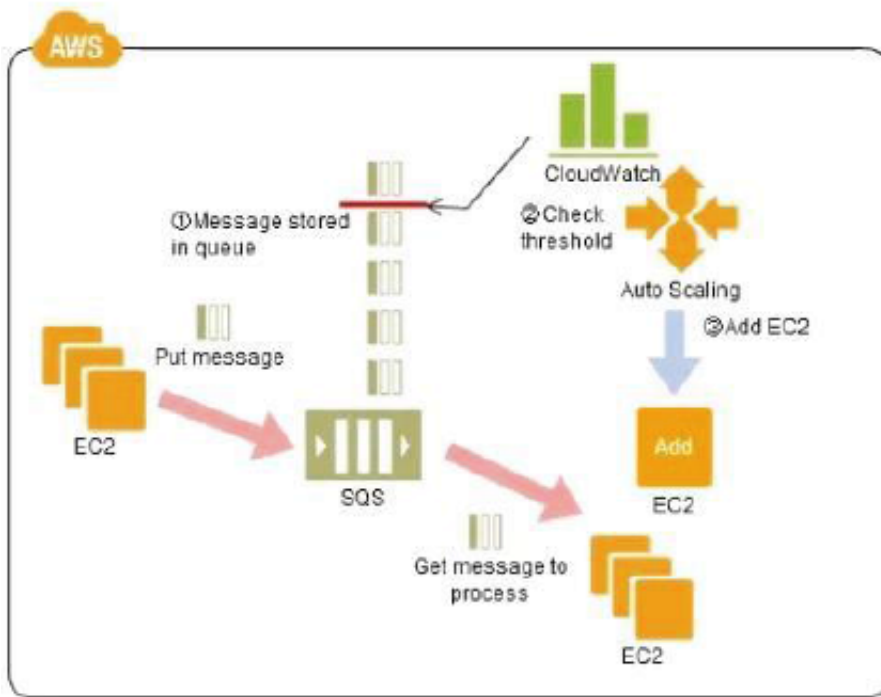 AWS
CloudWatch
①Message stored
in queue
②Check
threshold
Auto Scaling
③Add EC2
Put message
EC2
SQS
Add
EC2
Get message to
process
EC2